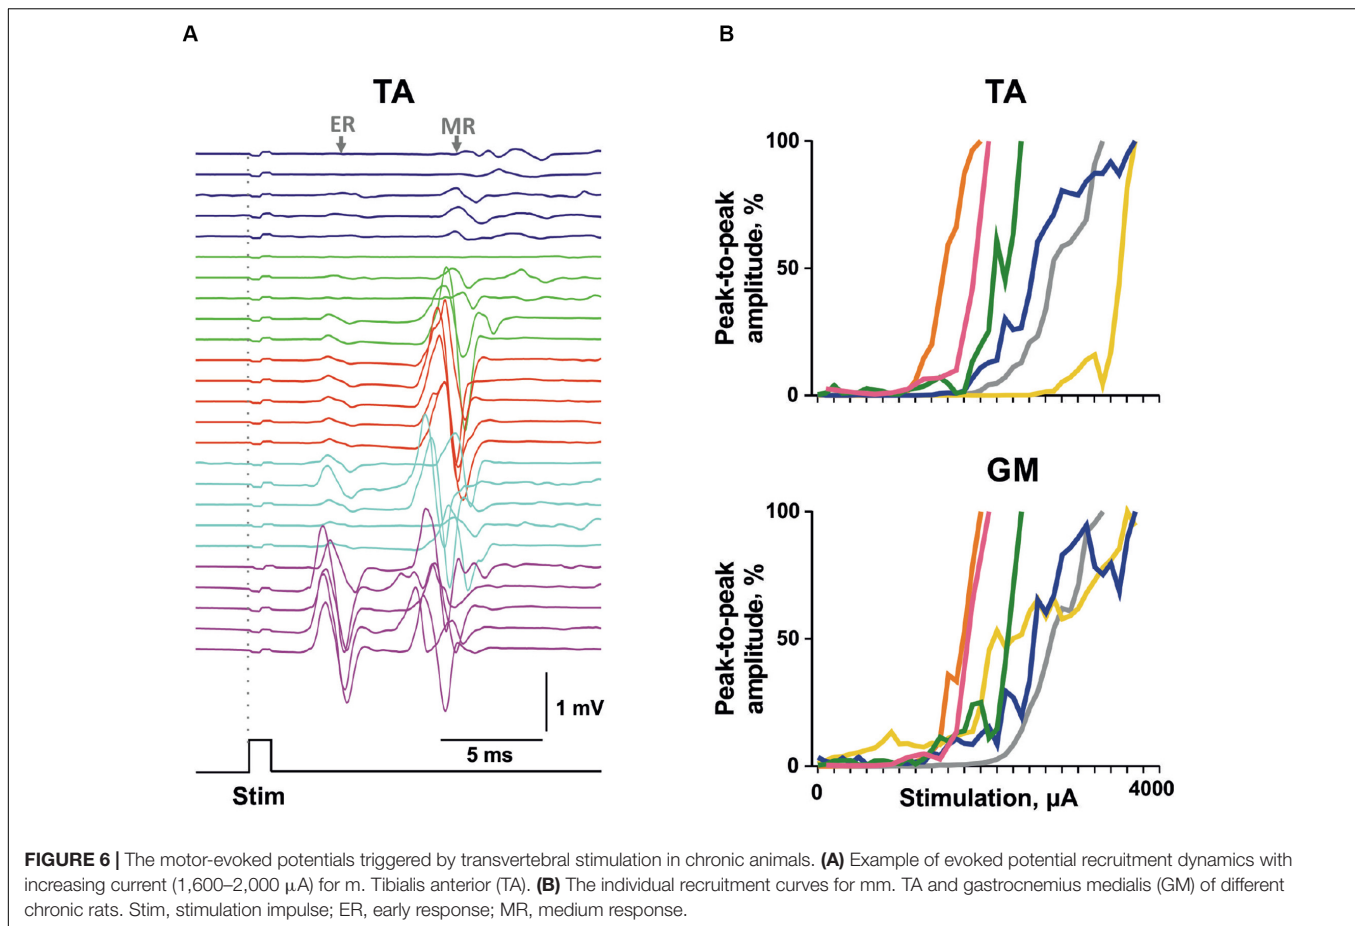 A
B
TA
ER
MR
1 mV
5 ms
Stim
TA
100
50
0
Peak-to-peak
amplitude, %
GM
100
50
0
Peak-to-peak
amplitude, %
0
Stimulation, µA
4000
FIGURE 6 | The motor-evoked potentials triggered by transvertebral stimulation in chronic animals. (A) Example of evoked potential recruitment dynamics with
increasing current (1,600–2,000 µA) for m. Tibialis anterior (TA). (B) The individual recruitment curves for mm. TA and gastrocnemius medialis (GM) of different
chronic rats. Stim, stimulation impulse; ER, early response; MR, medium response.